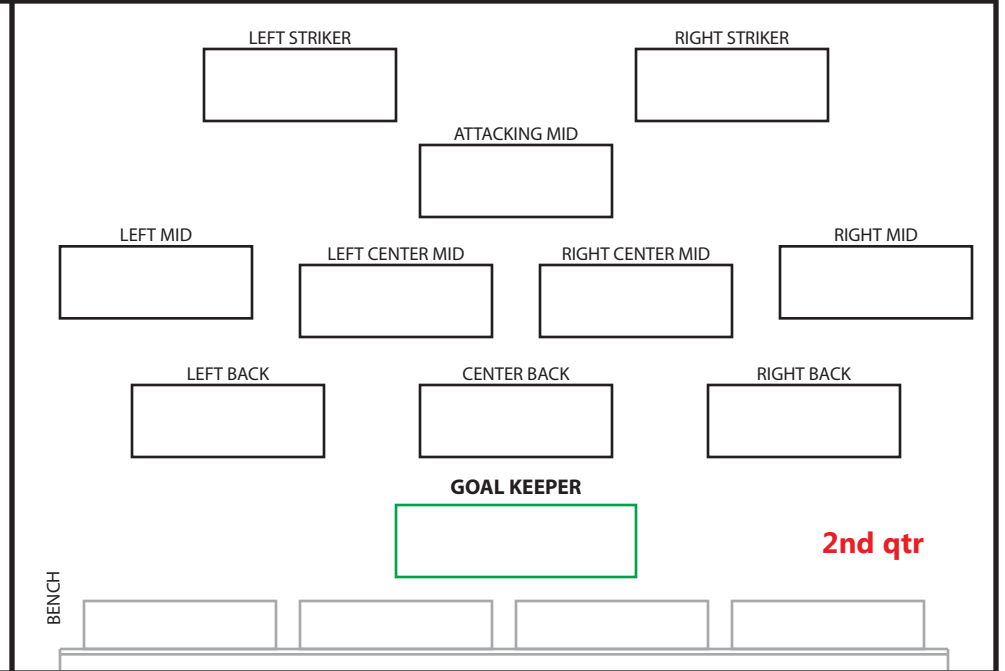 LEFT STRIKER
RIGHT STRIKER
ATTACKING MID
LEFT MID
RIGHT MID
LEFT CENTER MID
RIGHT CENTER MID
LEFT BACK
CENTER BACK
RIGHT BACK
GOAL KEEPER
2nd qtr
BENCH